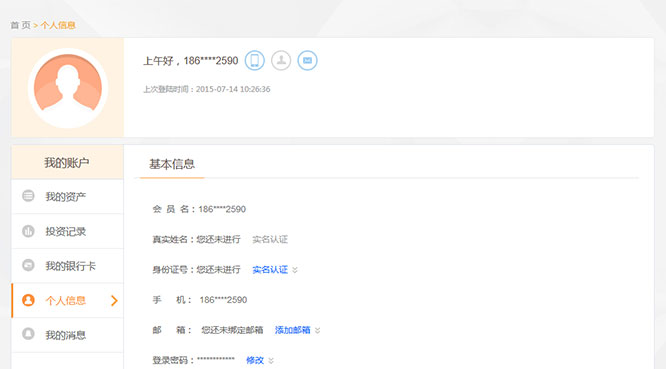 首 页 > 个人信息
上午好，186****2590
上次登陆时间：2015-07-14 10:26:36
我的账户
我的资产
投资记录
我的银行卡
个人信息
我的消息
基本信息
会 员 名：186****2590
真实姓名：您还未进行 实名认证
身份证号：您还未进行 实名认证
手 机： 186****2590
邮 箱： 您还未绑定邮箱 添加邮箱
登录密码：************ 修改